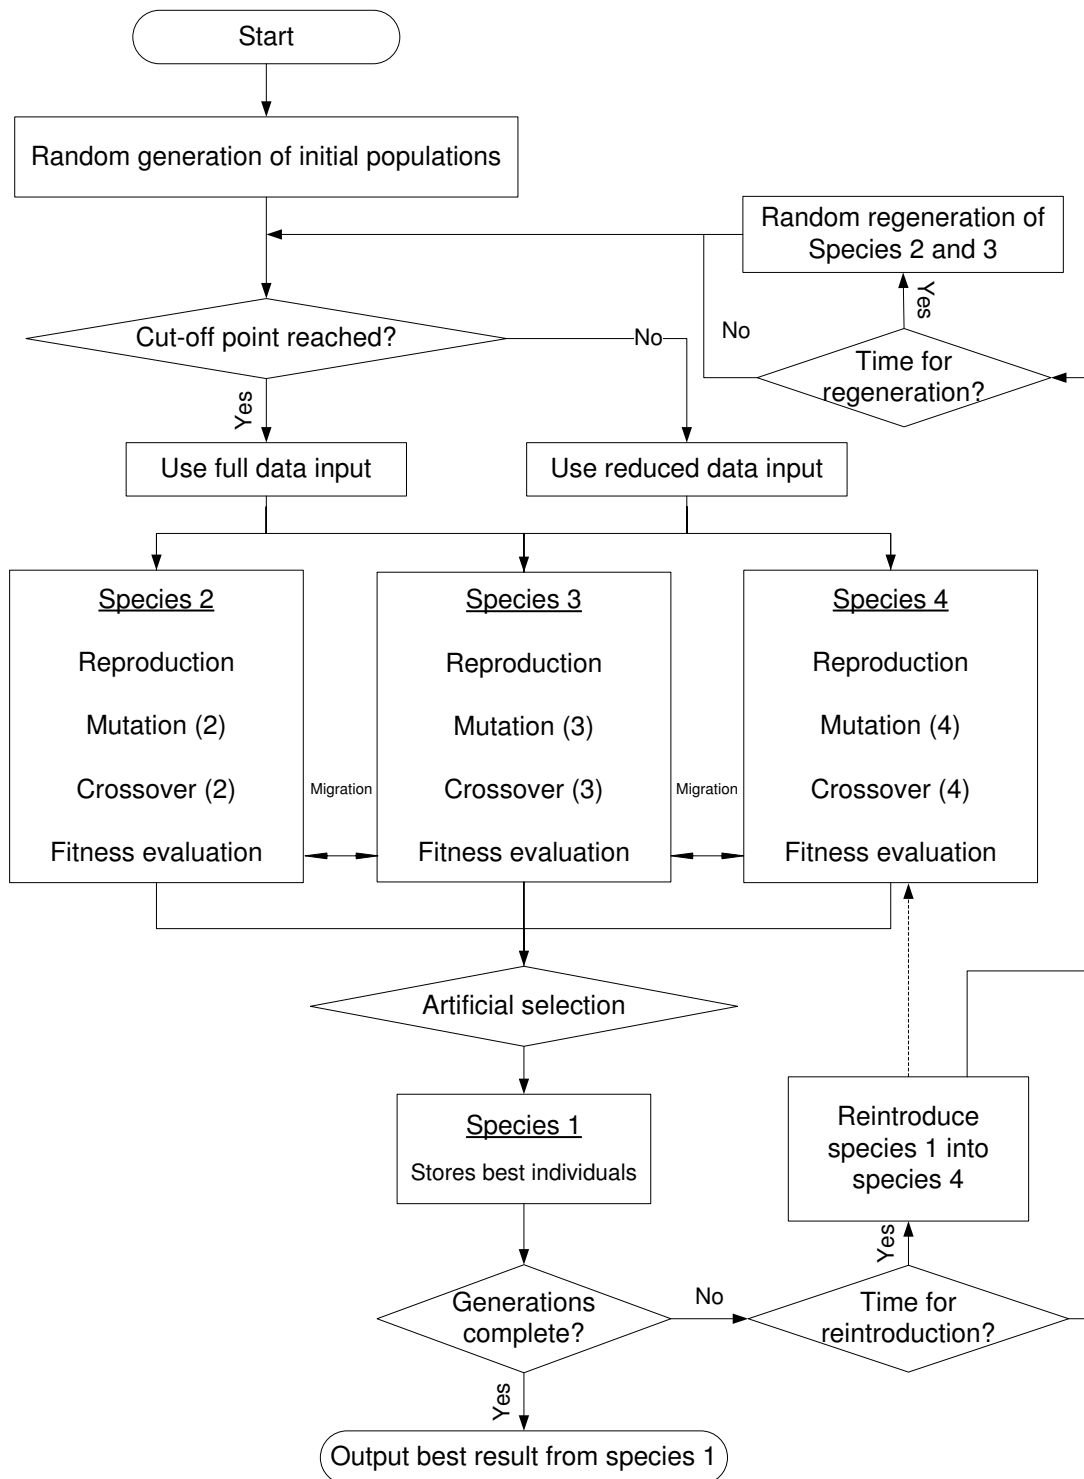 Start
Random generation of initial populations
Random regeneration of
Species 2 and 3
Yes
Cut-off point reached?
No
No
Time for
regeneration?
Yes
Use full data input
Use reduced data input
Species 2
Reproduction
Mutation (2)
Crossover (2)
Fitness evaluation
Migration
Species 3
Reproduction
Mutation (3)
Crossover (3)
Fitness evaluation
Migration
Species 4
Reproduction
Mutation (4)
Crossover (4)
Fitness evaluation
Artificial selection
Species 1
Stores best individuals
Reintroduce
species 1 into
species 4
Yes
Generations
complete?
No
Time for
reintroduction?
Yes
Output best result from species 1